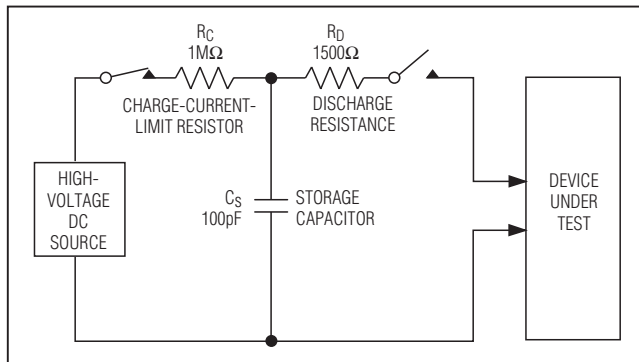 R_C
1MΩ
CHARGE-CURRENT-
LIMIT RESISTOR
R_D
1500Ω
DISCHARGE
RESISTANCE
HIGH-
VOLTAGE
DC
SOURCE
C_S
100pF
STORAGE
CAPACITOR
DEVICE
UNDER
TEST